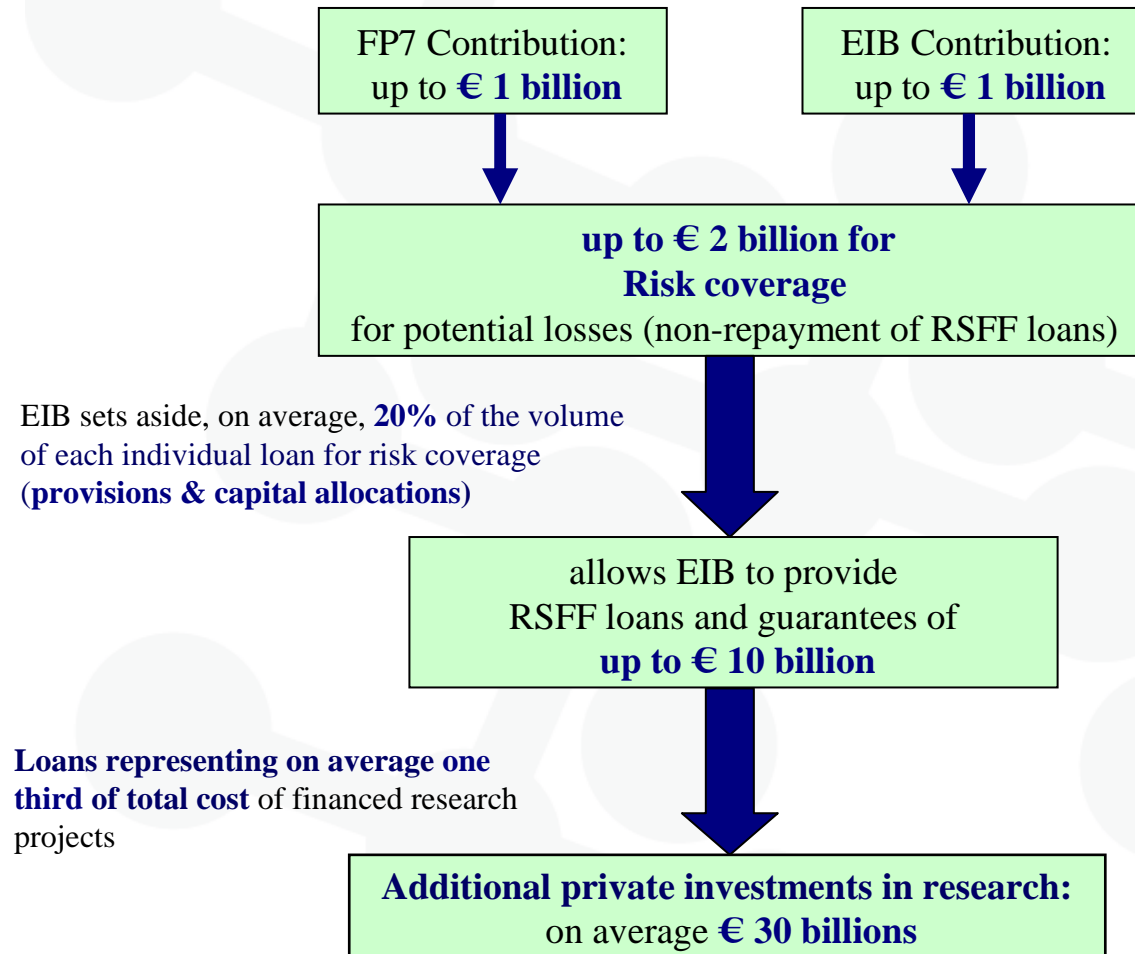 FP7 Contribution:
up to € 1 billion
EIB Contribution:
up to € 1 billion
up to € 2 billion for
Risk coverage
for potential losses (non-repayment of RSFF loans)
EIB sets aside, on average, 20% of the volume
of each individual loan for risk coverage
(provisions & capital allocations)
allows EIB to provide
RSFF loans and guarantees of
up to € 10 billion
Loans representing on average one
third of total cost of financed research
projects
Additional private investments in research:
on average € 30 billions